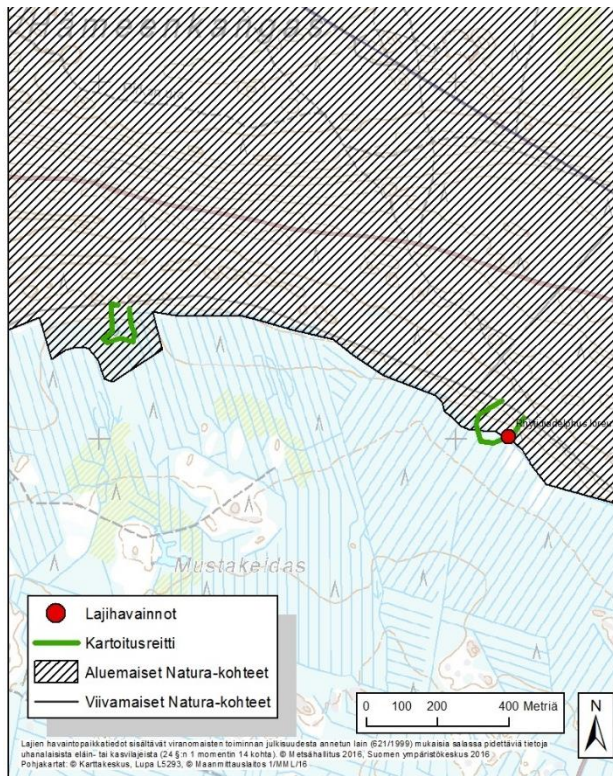 Hämeenkangas
Mustakeidas
Lajihavainnot
Kartoitusreitti
Aluemaiset Natura-kohteet
Viivamaiset Natura-kohteet
0 100 200 400 Metriä
N
Lajien havaintopaikkatiedot sisältävät viranomaisten toiminnan julkisuudesta annetun lain (621/1999) mukaisia salassa pidettäviä tietoja
uhanalaisista eläin- tai kasvilajeista (24 §:n 1 momentin 14 kohta). © Metsähallitus 2016, Suomen ympäristökeskus 2016
Pohjakartat: © Karttakeskus, Lupa L5293, © Maanmittauslaitos 1/MML/16